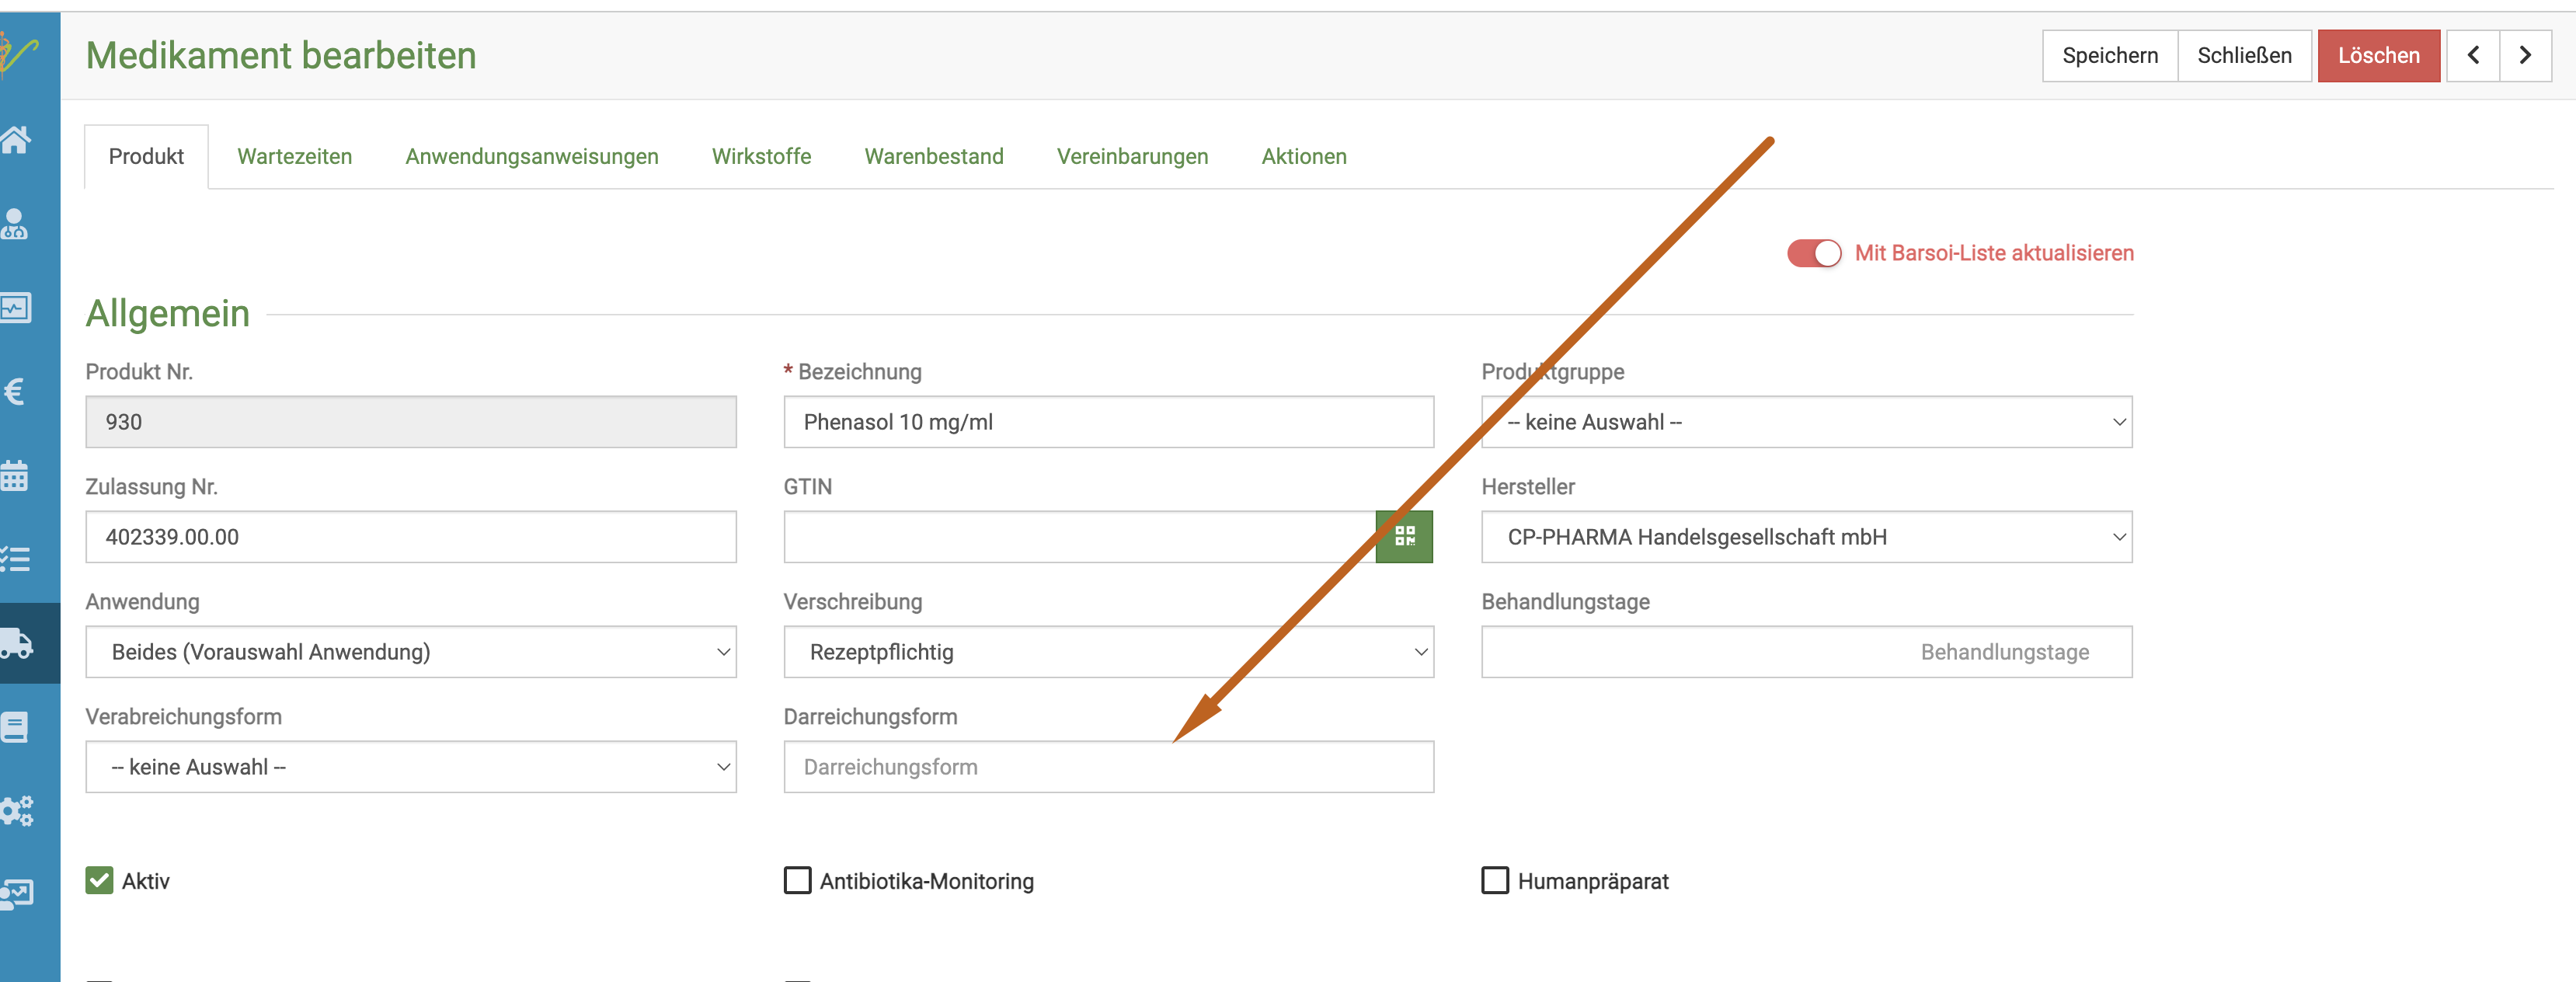 Medikament bearbeiten
Speichern Schließen Löschen
Produkt Wartezeiten Anwendungsanweisungen Wirkstoffe Warenbestand Vereinbarungen Aktionen
Mit Barsoi-Liste aktualisieren
Allgemein
Produkt Nr. * Bezeichnung Produktgruppe
930 Phenasol 10 mg/ml -- keine Auswahl --
Zulassung Nr. GTIN Hersteller
402339.00.00 CP-PHARMA Handelsgesellschaft mbH
Anwendung Verschreibung Behandlungstage
Beides (Vorauswahl Anwendung) Rezeptpflichtig Behandlungstage
Verabreichungsform Darreichungsform
-- keine Auswahl -- Darreichungsform
Aktiv Antibiotika-Monitoring Humanpräparat